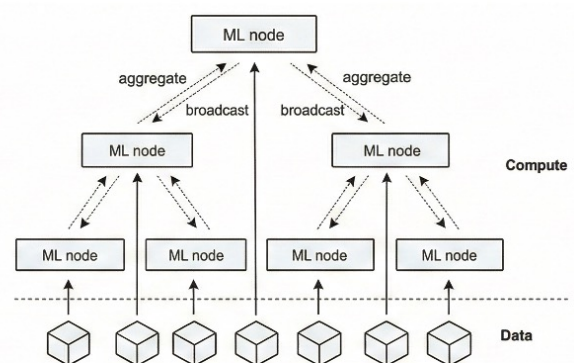 ML node
aggregate
aggregate
broadcast
broadcast
ML node
ML node
Compute
ML node
ML node
ML node
ML node
Data